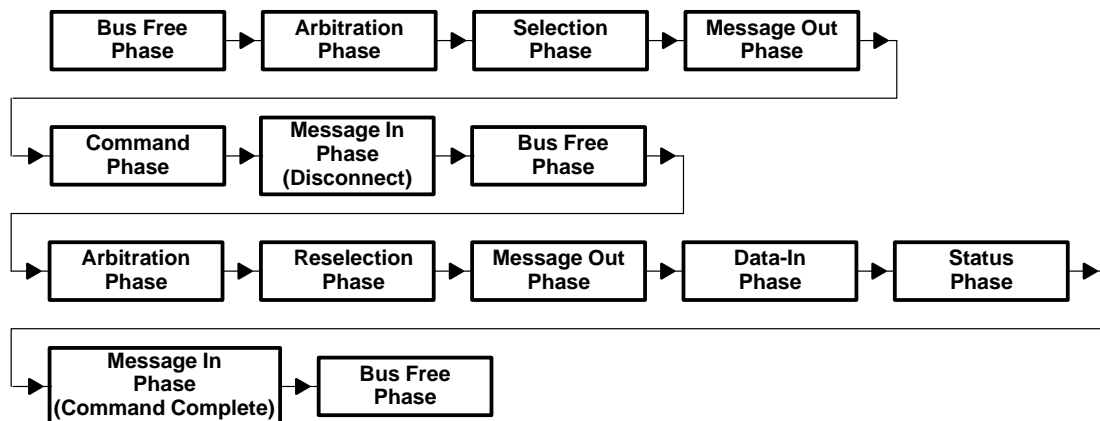 Bus Free
Phase
Arbitration
Phase
Selection
Phase
Message Out
Phase
Command
Phase
Message In
Phase
(Disconnect)
Bus Free
Phase
Arbitration
Phase
Reselection
Phase
Message Out
Phase
Data-In
Phase
Status
Phase
Message In
Phase
(Command Complete)
Bus Free
Phase